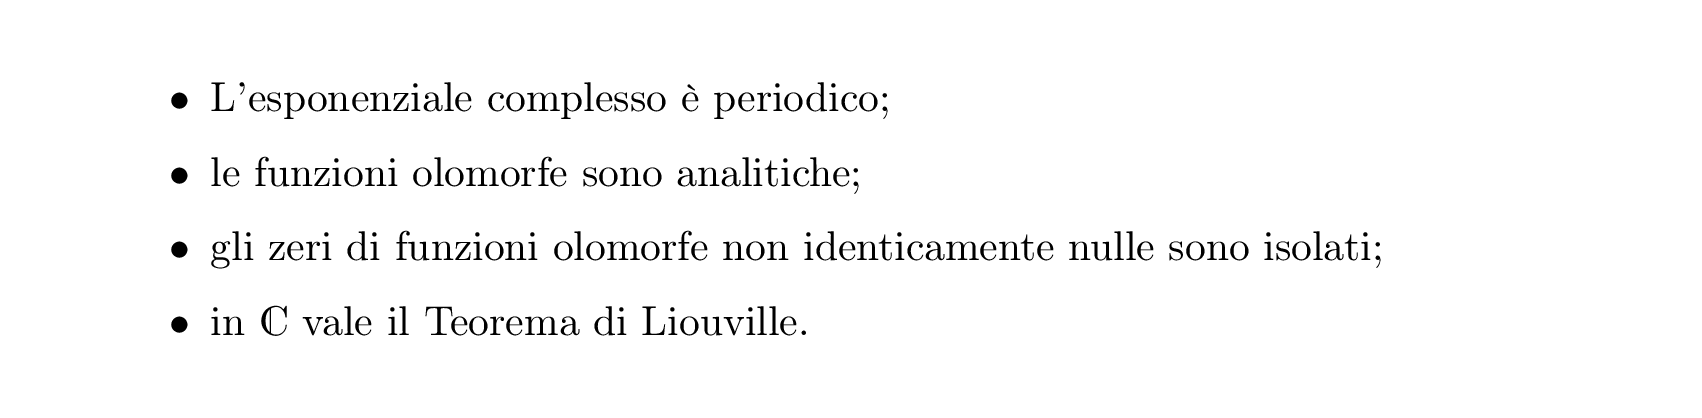 • L'esponenziale complesso è periodico;
• le funzioni olomorfe sono analitiche;
• gli zeri di funzioni olomorfe non identicamente nulle sono isolati;
• in ℂ vale il Teorema di Liouville.